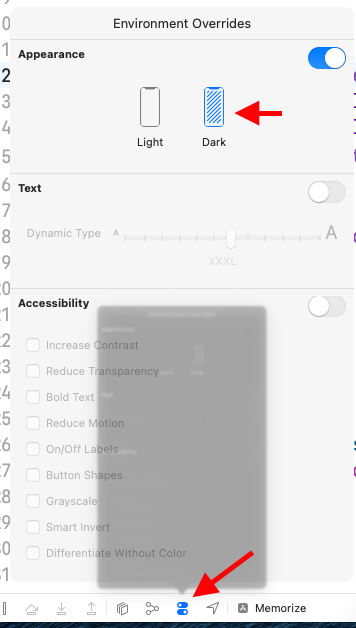 Environment Overrides
Appearance
Light
Dark
Text
Dynamic Type
A
A
XXXL
Accessibility
Increase Contrast
Reduce Transparency
Bold Text
Reduce Motion
On/Off Labels
Button Shapes
Grayscale
Smart Invert
Differentiate Without Color
Memorize